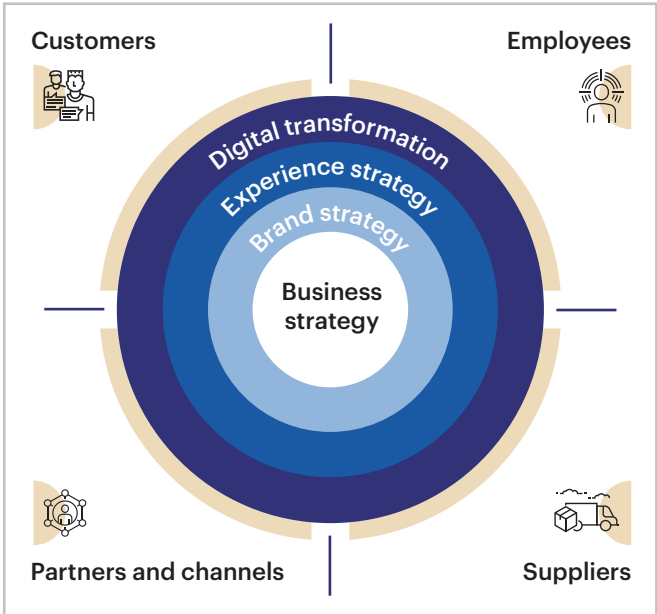 Customers
Employees
Digital transformation
Experience strategy
Brand strategy
Business
strategy
Partners and channels
Suppliers